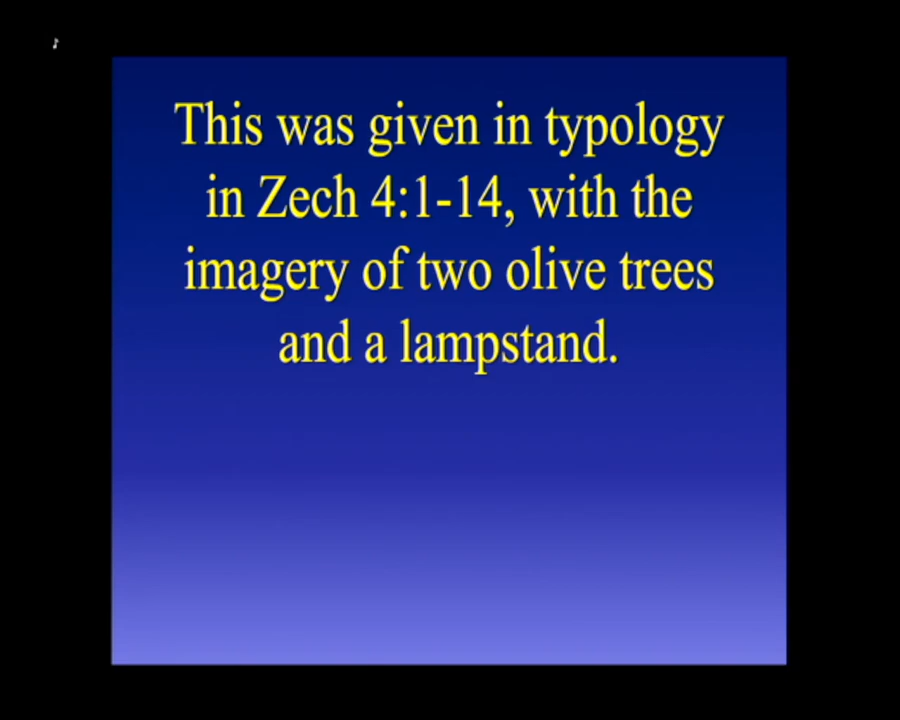 This was given in typology
in Zech 4:1-14, with the
imagery of two olive trees
and a lampstand.